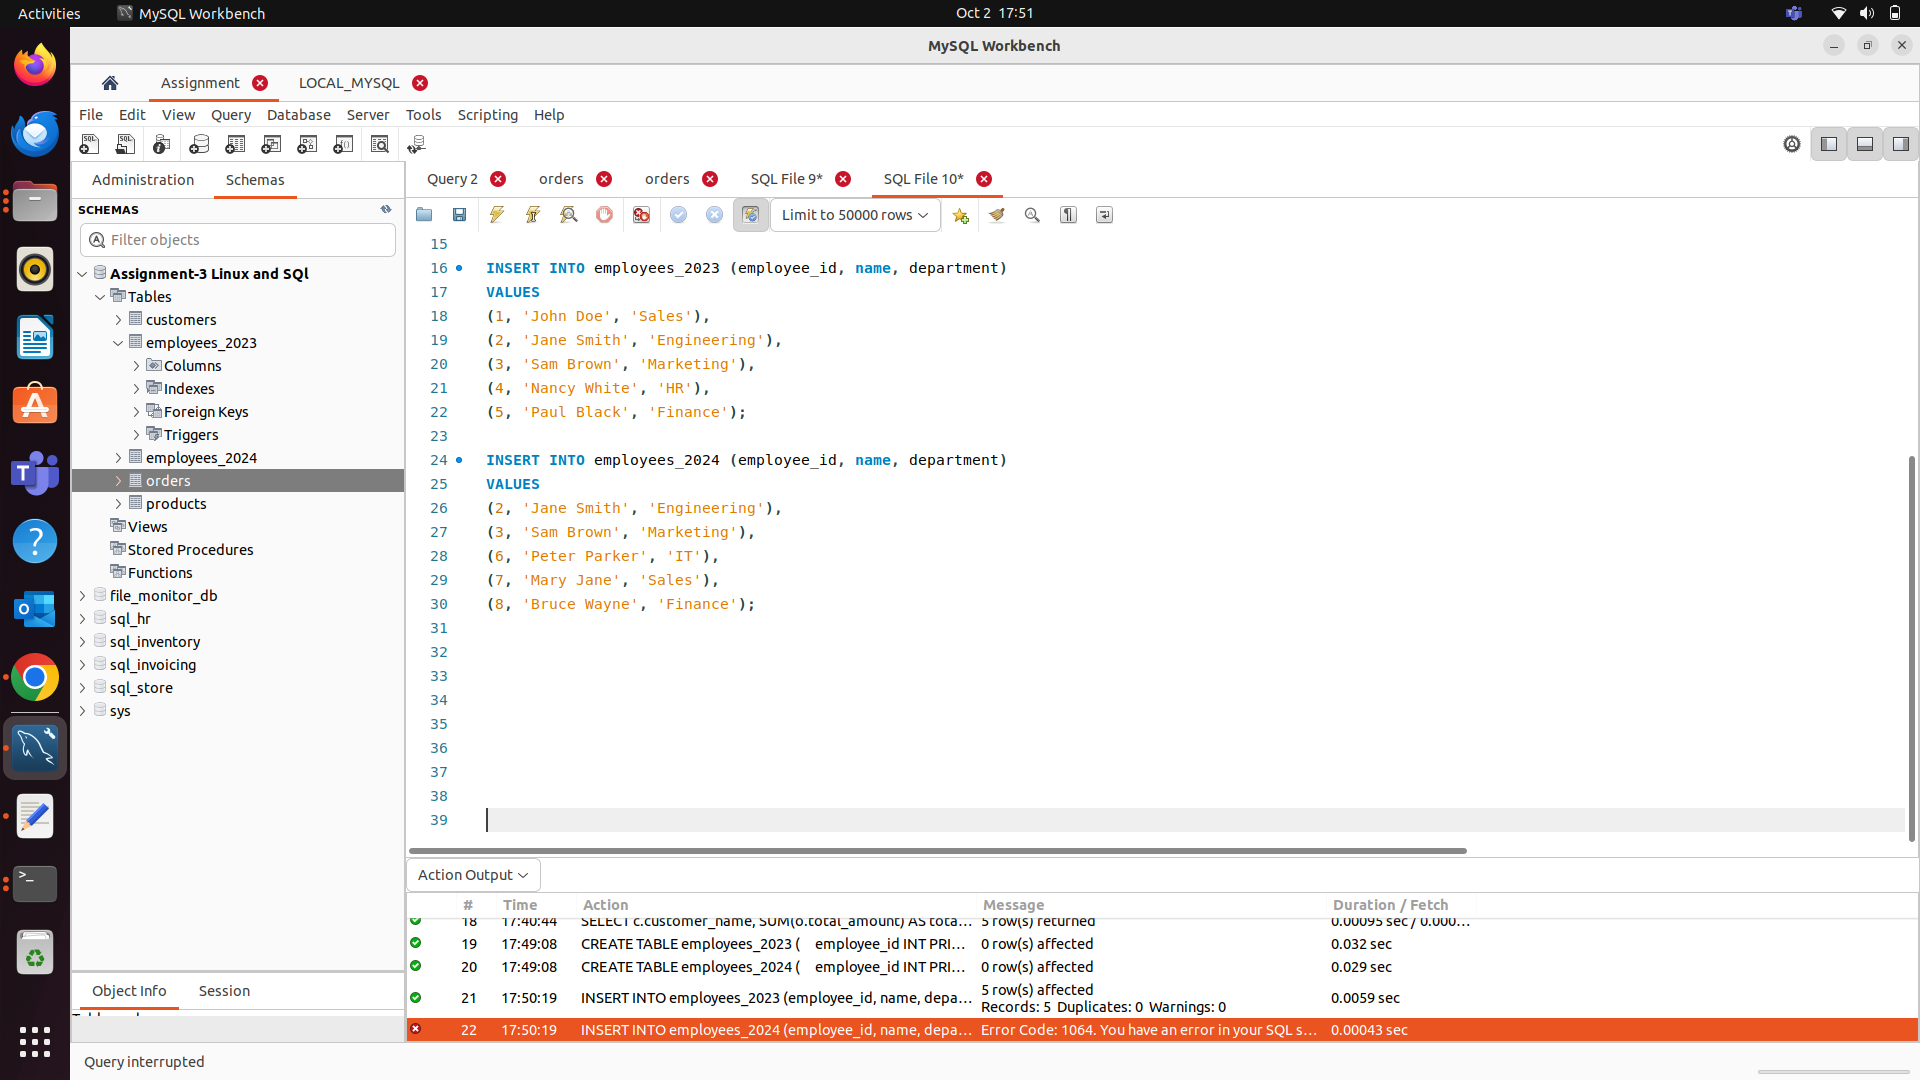 Activities
MySQL Workbench
Oct 2 17:51
MySQL Workbench
Assignment
LOCAL_MYSQL
File Edit View Query Database Server Tools Scripting Help
Administration
Schemas
Query 2
orders
orders
SQL File 9*
SQL File 10*
SCHEMAS
Filter objects
Limit to 50000 rows
Assignment-3 Linux and SQl
Tables
customers
employees_2023
Columns
Indexes
Foreign Keys
Triggers
employees_2024
orders
products
Views
Stored Procedures
Functions
file_monitor_db
sql_hr
sql_inventory
sql_invoicing
sql_store
sys
15
16 INSERT INTO employees_2023 (employee_id, name, department)
17 VALUES
18 (1, 'John Doe', 'Sales'),
19 (2, 'Jane Smith', 'Engineering'),
20 (3, 'Sam Brown', 'Marketing'),
21 (4, 'Nancy White', 'HR'),
22 (5, 'Paul Black', 'Finance');
23
24 INSERT INTO employees_2024 (employee_id, name, department)
25 VALUES
26 (2, 'Jane Smith', 'Engineering'),
27 (3, 'Sam Brown', 'Marketing'),
28 (6, 'Peter Parker', 'IT'),
29 (7, 'Mary Jane', 'Sales'),
30 (8, 'Bruce Wayne', 'Finance');
31
32
33
34
35
36
37
38
39
Action Output
# Time Action Message Duration / Fetch
18 17:40:44 SELECT c.customer_name, SUM(o.total_amount) AS tota... 5 row(s) returned 0.00095 sec / 0.000...
19 17:49:08 CREATE TABLE employees_2023 ( employee_id INT PRI... 0 row(s) affected 0.032 sec
20 17:49:08 CREATE TABLE employees_2024 ( employee_id INT PRI... 0 row(s) affected 0.029 sec
21 17:50:19 INSERT INTO employees_2023 (employee_id, name, depa... 5 row(s) affected
Records: 5 Duplicates: 0 Warnings: 0 0.0059 sec
22 17:50:19 INSERT INTO employees_2024 (employee_id, name, depa... Error Code: 1064. You have an error in your SQL s... 0.00043 sec
Object Info
Session
Query interrupted